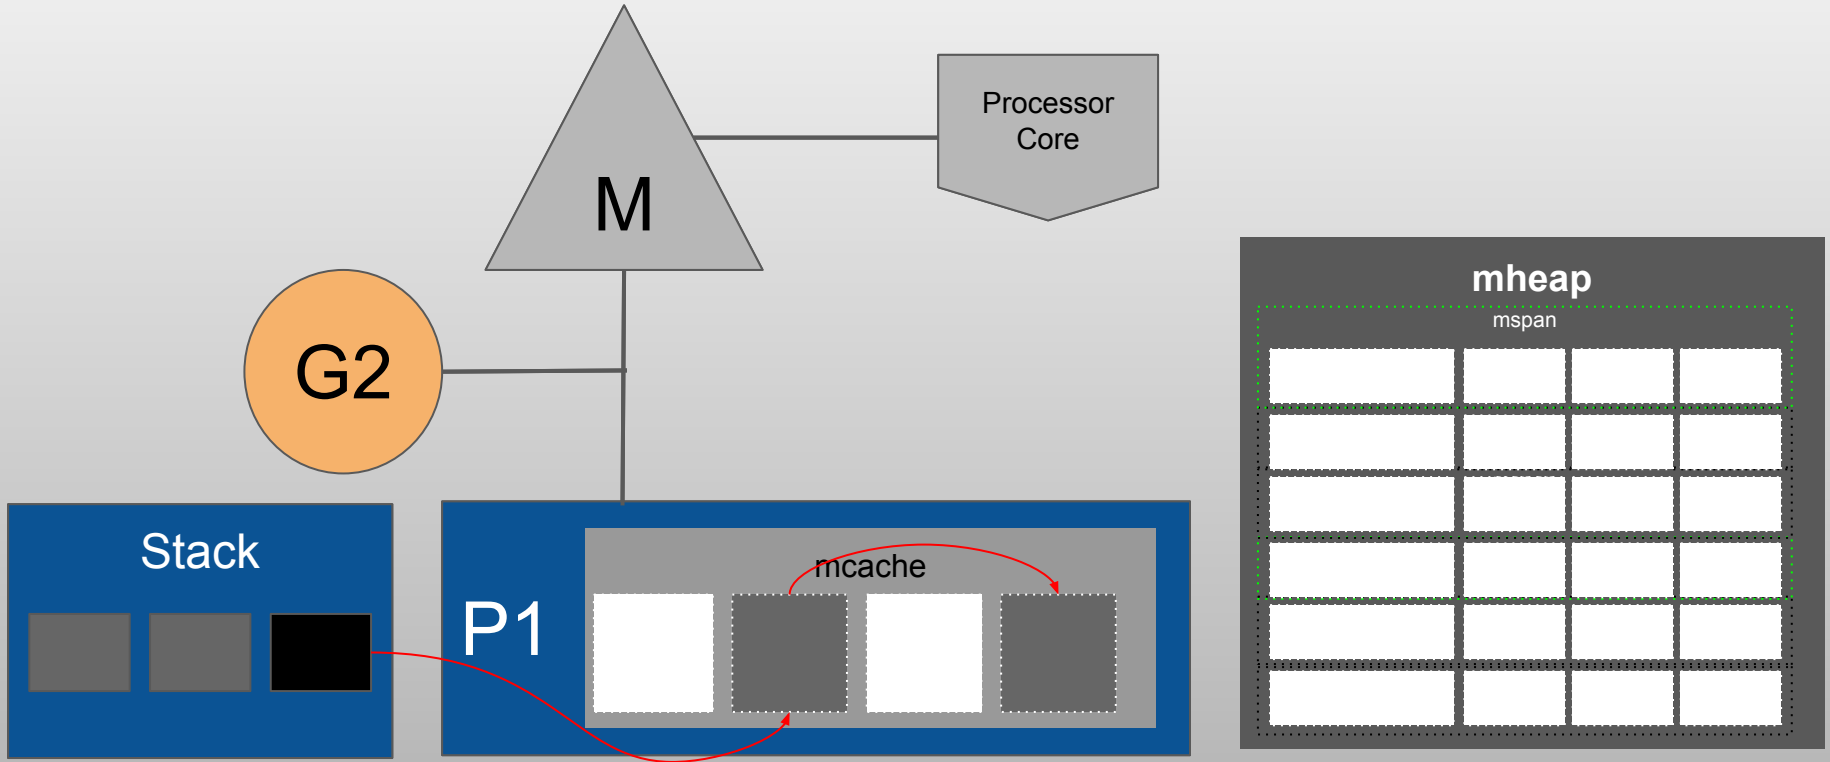 M
Processor
Core
G2
mheap
mspan
Stack
mcache
P1